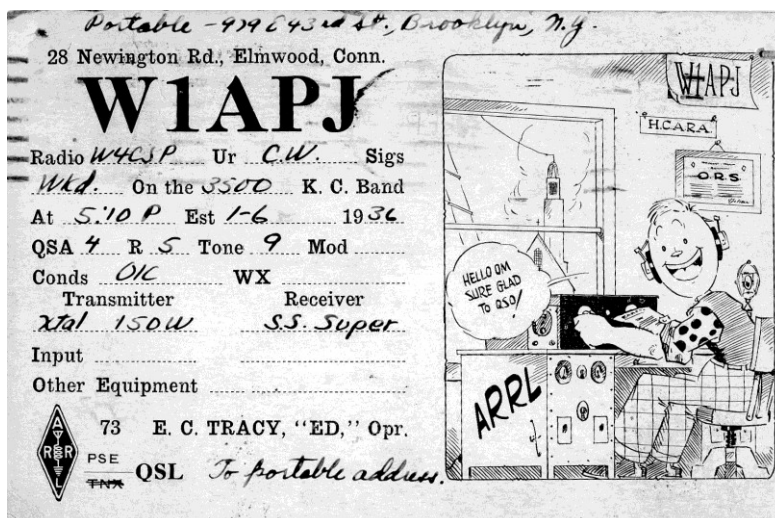 Portable - 979 E 43rd St., Brooklyn, N.Y.
28 Newington Rd., Elmwood, Conn.
W1APJ
Radio W4CJP Ur C.W. Sigs
Wkd. On the 3500 K. C. Band
At 5:10 P Est 1-6 1936
QSA 4 R 5 Tone 9 Mod
Conds OK WX
Transmitter Receiver
Xtal 150W S.S. Super
Input
Other Equipment
73 E. C. TRACY, "ED," Opr.
PSE
TNX
QSL To portable address.
ARRL
W1APJ
H.C.A.R.A.
O.R.S
HELLO OM
SURE GLAD
TO QSO!
ARRL